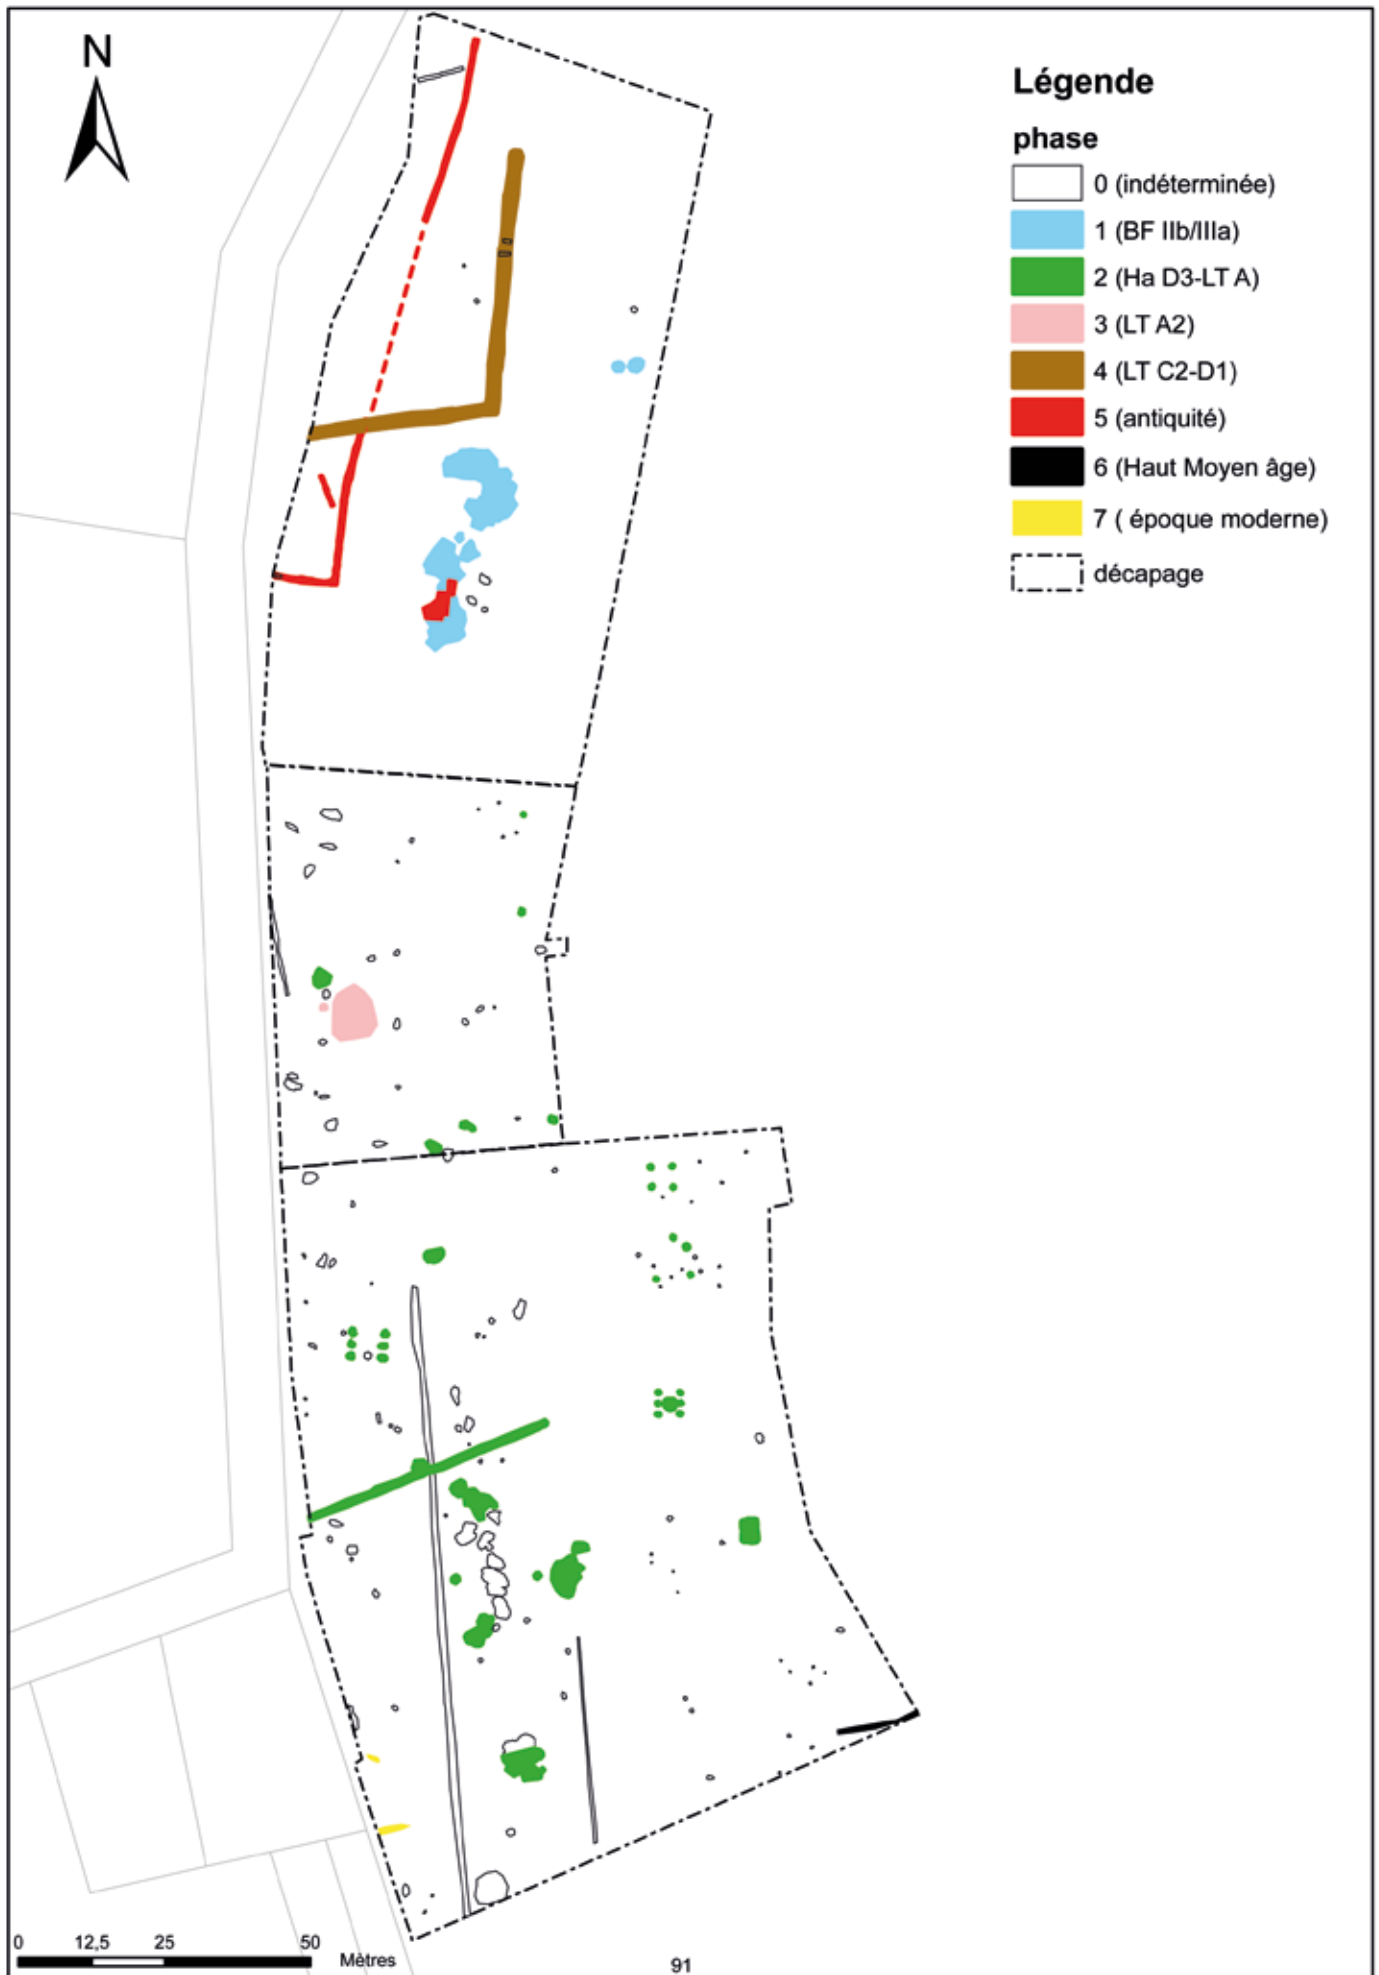 N
Légende
phase
0 (indéterminée)
1 (BF IIb/IIIa)
2 (Ha D3-LT A)
3 (LT A2)
4 (LT C2-D1)
5 (antiquité)
6 (Haut Moyen âge)
7 ( époque moderne)
décapage
0 12,5 25 50 Mètres
91